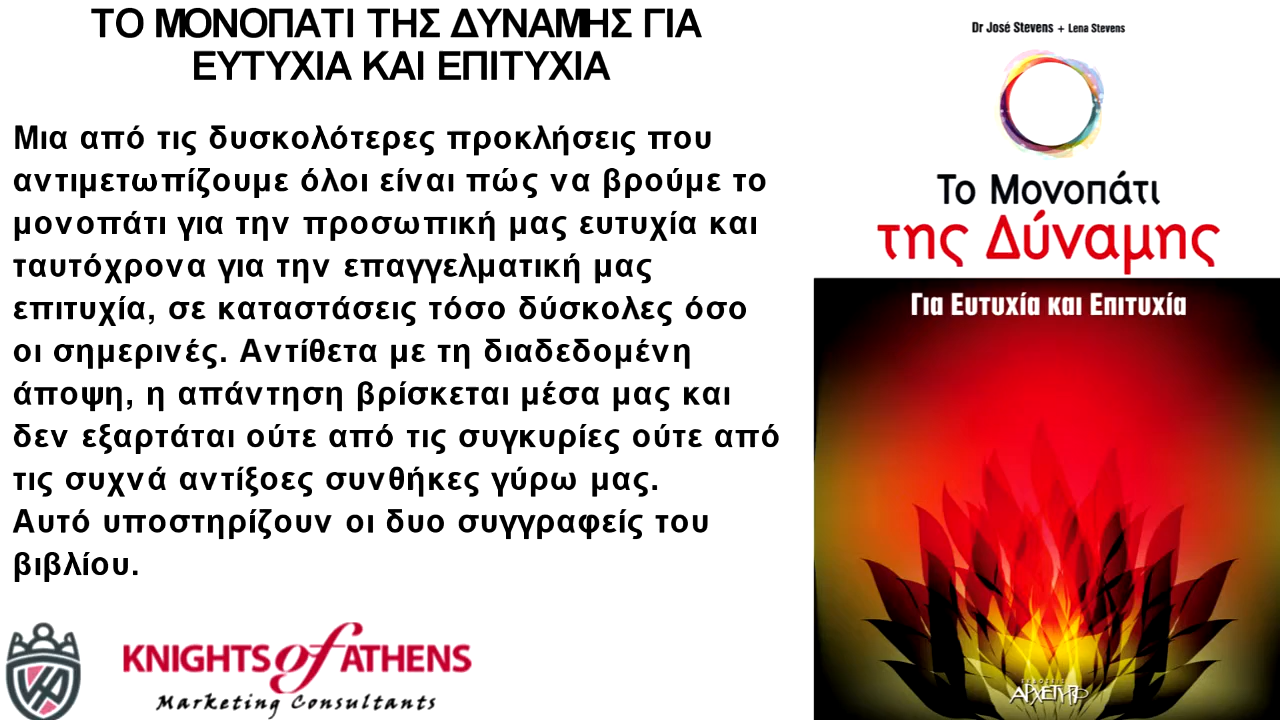 ΤΟ ΜΟΝΟΠΑΤΙ ΤΗΣ ΔΥΝΑΜΗΣ ΓΙΑ
ΕΥΤΥΧΙΑ ΚΑΙ ΕΠΙΤΥΧΙΑ
Μια από τις δυσκολότερες προκλήσεις που
αντιμετωπίζουμε όλοι είναι πώς να βρούμε το
μονοπάτι για την προσωπική μας ευτυχία και
ταυτόχρονα για την επαγγελματική μας
επιτυχία, σε καταστάσεις τόσο δύσκολες όσο
οι σημερινές. Αντίθετα με τη διαδεδομένη
άποψη, η απάντηση βρίσκεται μέσα μας και
δεν εξαρτάται ούτε από τις συγκυρίες ούτε από
τις συχνά αντίξοες συνθήκες γύρω μας.
Αυτό υποστηρίζουν οι δυο συγγραφείς του
βιβλίου.
KNIGHTS of ATHENS
Marketing Consultants
Dr José Stevens + Lena Stevens
Το Μονοπάτι
της Δύναμης
Για Ευτυχία και Επιτυχία
ΕΚΔΟΣΕΙΣ
ΑΡΧΕΤΥΠΟ